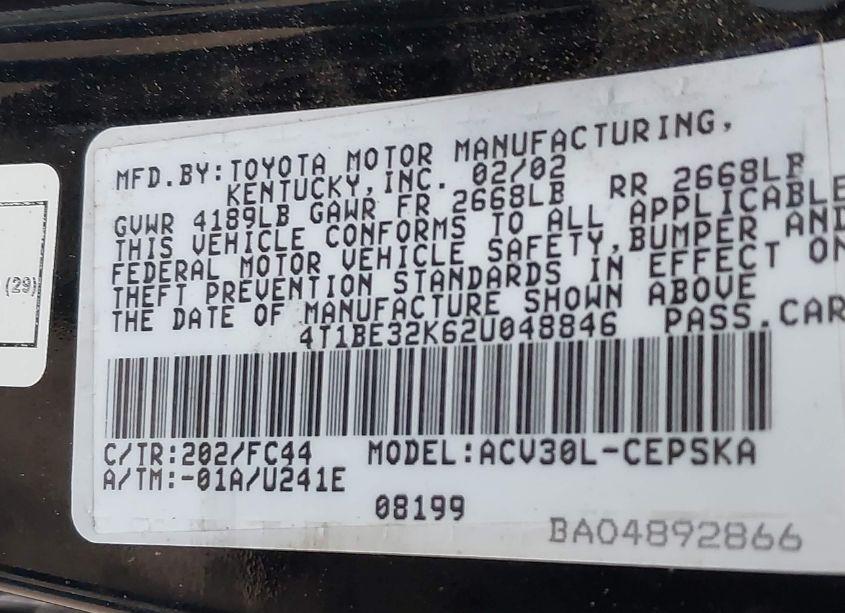 MFD.BY:TOYOTA MOTOR MANUFACTURING,
KENTUCKY,INC. 02/02
GVWR 4189LB GAWR FR 2668LB RR 2668LB
THIS VEHICLE CONFORMS TO ALL APPLICABLE
FEDERAL MOTOR VEHICLE SAFETY,BUMPER AND
THEFT PREVENTION STANDARDS IN EFFECT ON
THE DATE OF MANUFACTURE SHOWN ABOVE
4T1BE32K62U048846 PASS.CAR
C/TR:202/FC44 MODEL:ACV30L-CEPSKA
A/TM:-01A/U241E
08199
BA04892866
(29)